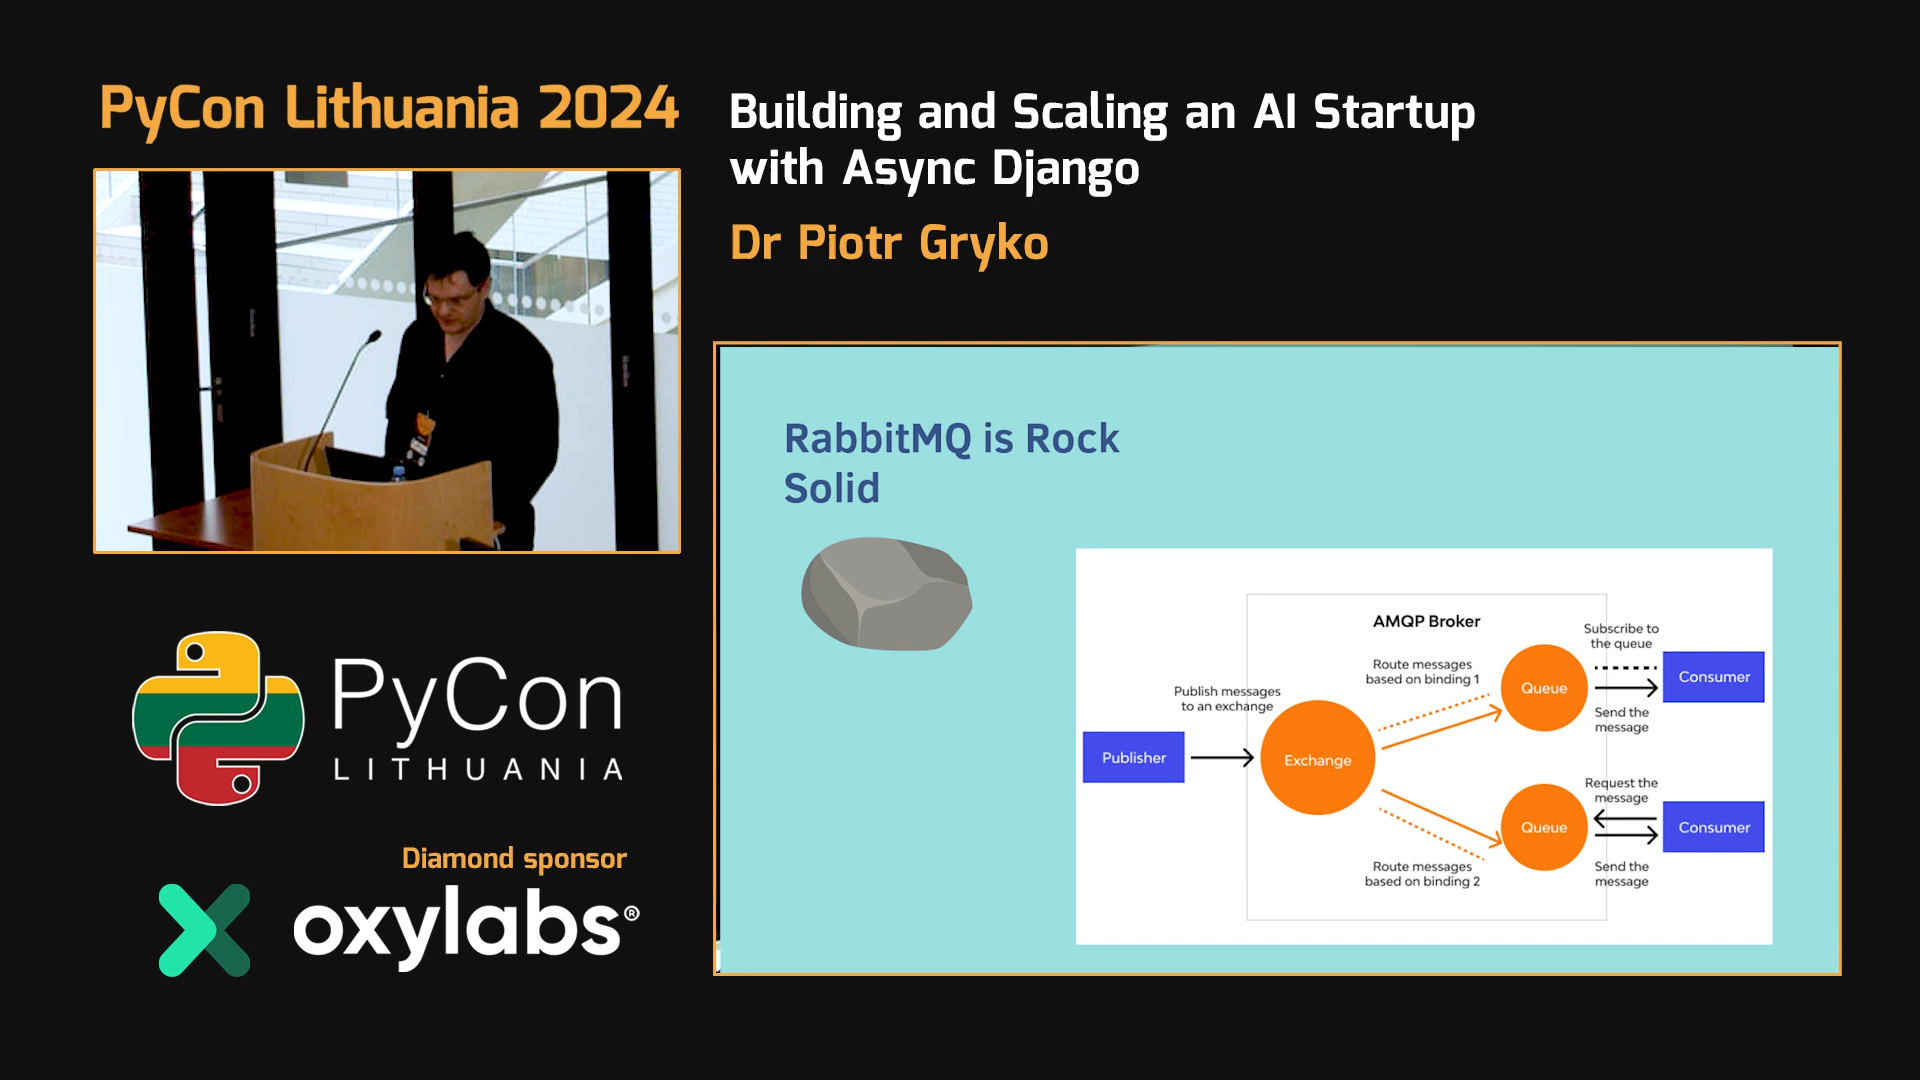 PyCon Lithuania 2024
Building and Scaling an AI Startup
with Async Django
Dr Piotr Gryko
RabbitMQ is Rock
Solid
AMQP Broker
Publish messages
to an exchange
Publisher
Exchange
Route messages
based on binding 1
Queue
Subscribe to
the queue
Send the
message
Consumer
Route messages
based on binding 2
Queue
Request the
message
Send the
message
Consumer
PyCon
LITHUANIA
Diamond sponsor
oxylabs®